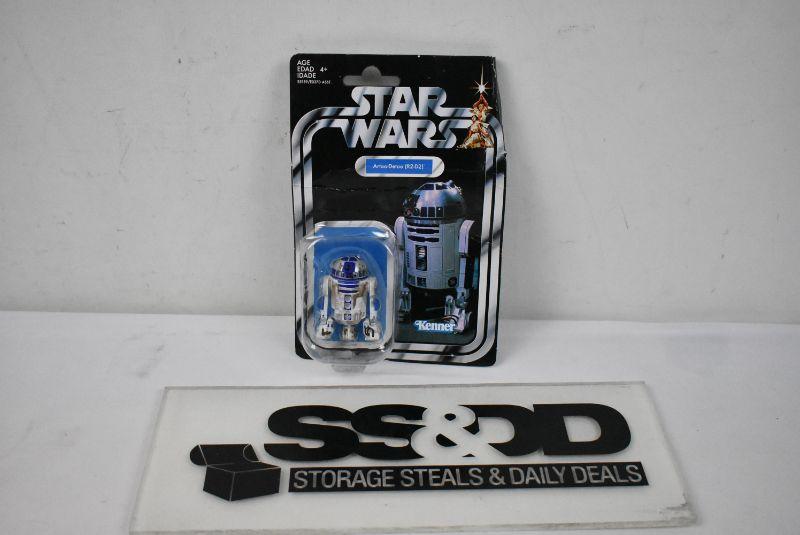 AGE
EDAD 4+
IDADE
STAR
WARS
Artoo-Detoo (R2-D2)
Kenner
SS&DD
STORAGE STEALS & DAILY DEALS